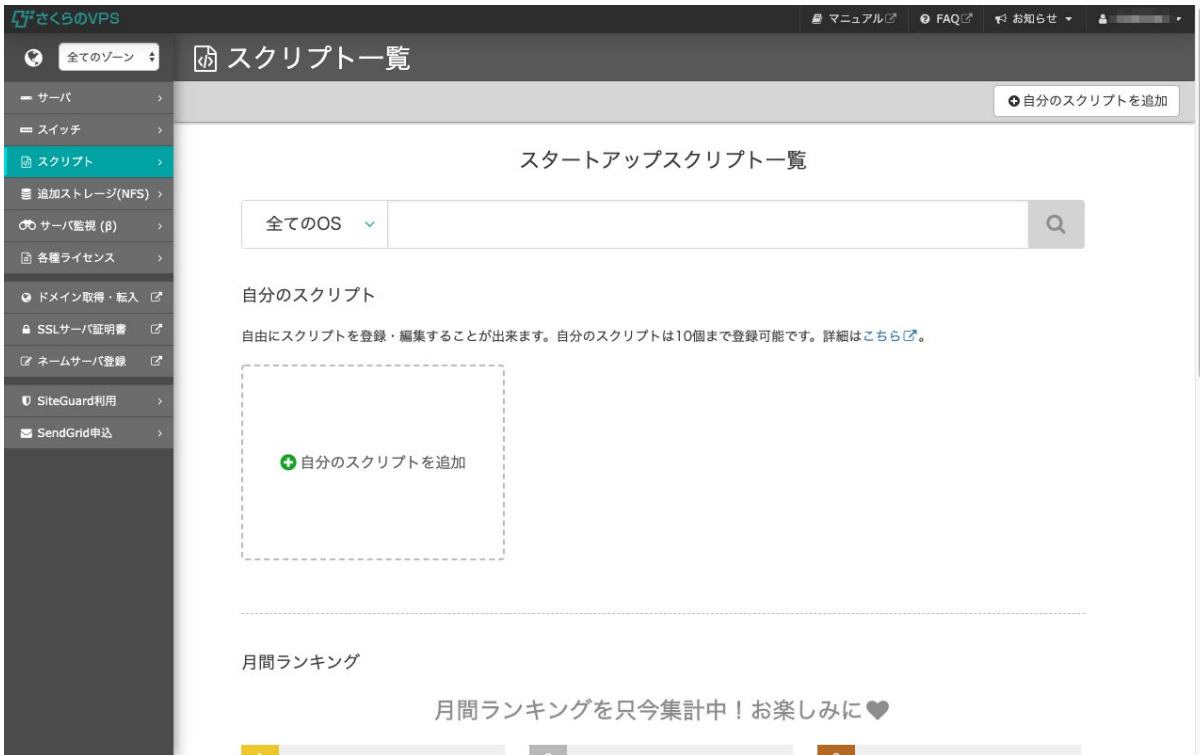 さくらのVPS
マニュアル FAQ お知らせ
全てのゾーン
スクリプト一覧
サーバ
スイッチ
スクリプト
追加ストレージ(NFS)
サーバ監視 (β)
各種ライセンス
ドメイン取得・転入
SSLサーバ証明書
ネームサーバ登録
SiteGuard利用
SendGrid申込
自分のスクリプトを追加
スタートアップスクリプト一覧
全てのOS
自分のスクリプト
自由にスクリプトを登録・編集することが出来ます。自分のスクリプトは10個まで登録可能です。詳細はこちら。
自分のスクリプトを追加
月間ランキング
月間ランキングを只今集計中！お楽しみに♥